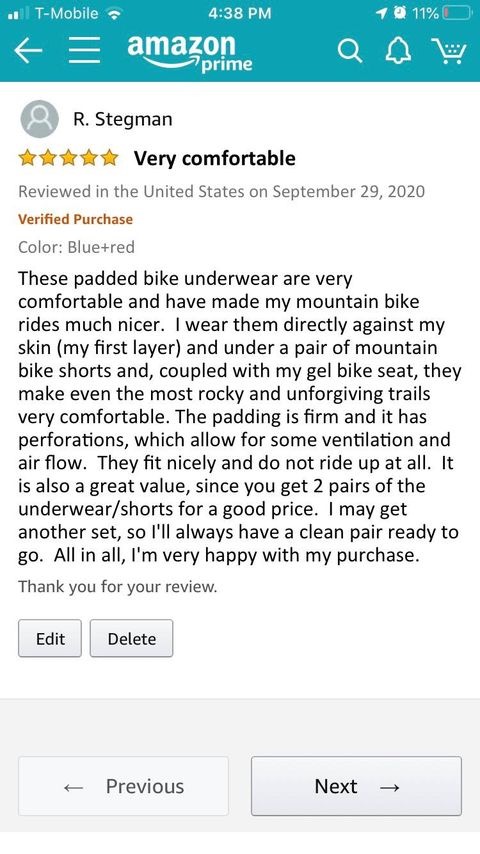 T-Mobile 4:38 PM 11%
amazon
prime
R. Stegman
Very comfortable
Reviewed in the United States on September 29, 2020
Verified Purchase
Color: Blue+red
These padded bike underwear are very
comfortable and have made my mountain bike
rides much nicer.  I wear them directly against my
skin (my first layer) and under a pair of mountain
bike shorts and, coupled with my gel bike seat, they
make even the most rocky and unforgiving trails
very comfortable. The padding is firm and it has
perforations, which allow for some ventilation and
air flow.  They fit nicely and do not ride up at all.  It
is also a great value, since you get 2 pairs of the
underwear/shorts for a good price.  I may get
another set, so I'll always have a clean pair ready to
go.  All in all, I'm very happy with my purchase.
Thank you for your review.
Edit Delete
← Previous Next →